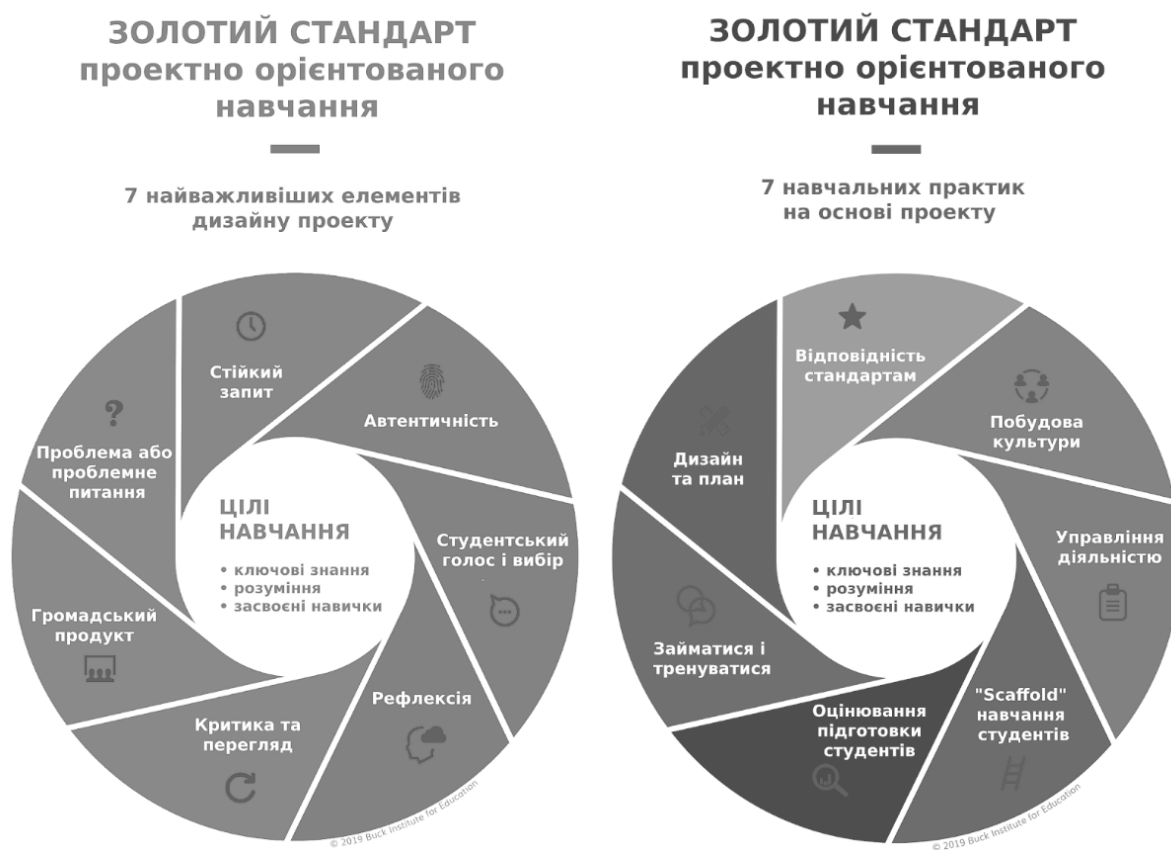 ЗОЛОТИЙ СТАНДАРТ
проектно орієнтованого
навчання
7 найважливіших елементів
дизайну проекту
Стійкий
запит
Автентичність
Проблема або
проблемне
питання
ЦІЛІ
НАВЧАННЯ
• ключові знання
• розуміння
• засвоєні навички
Студентський
голос і вибір
Громадський
продукт
Рефлексія
Критика та
перегляд
© 2019 Buck Institute for Education
ЗОЛОТИЙ СТАНДАРТ
проектно орієнтованого
навчання
7 навчальних практик
на основі проекту
Відповідність
стандартам
Побудова
культури
Дизайн
та план
ЦІЛІ
НАВЧАННЯ
• ключові знання
• розуміння
• засвоєні навички
Управління
діяльністю
Займатися і
тренуватися
"Scaffold"
навчання
студентів
Оцінювання
підготовки
студентів
© 2019 Buck Institute for Education